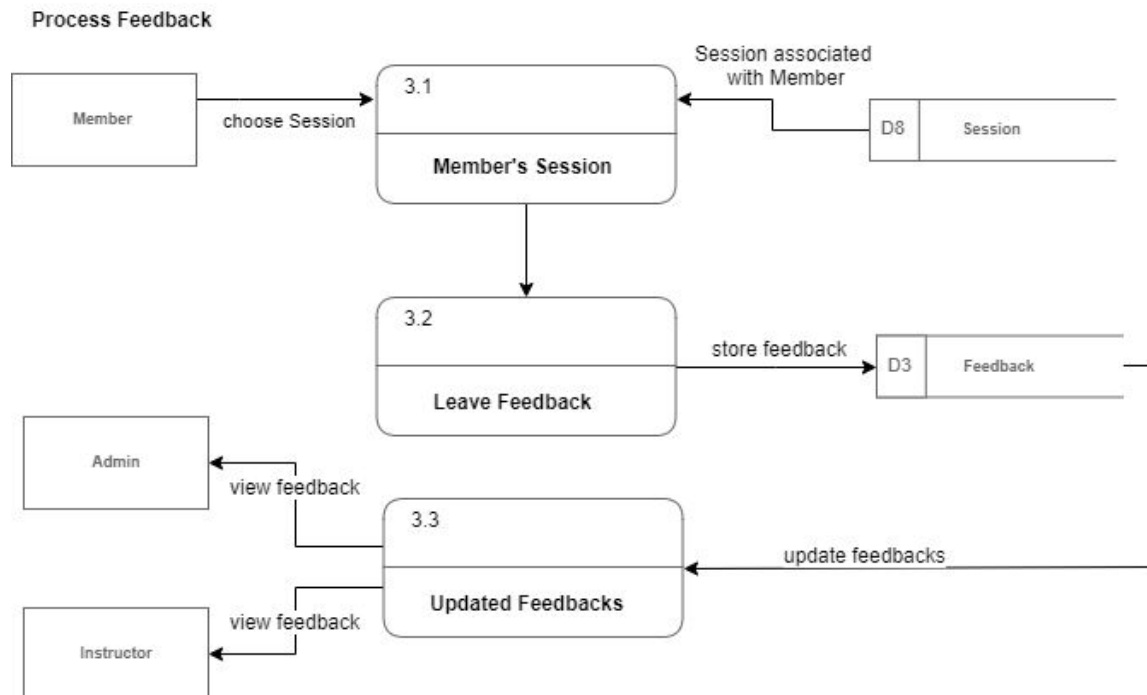 Process Feedback
Member
choose Session
3.1
Member's Session
Session associated
with Member
D8
Session
3.2
Leave Feedback
store feedback
D3
Feedback
Admin
view feedback
3.3
Updated Feedbacks
update feedbacks
view feedback
Instructor